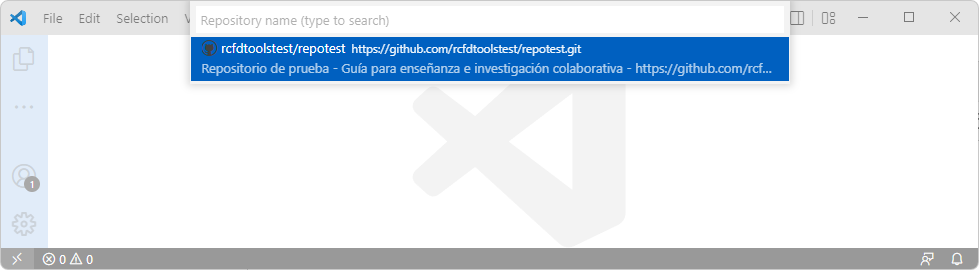 File Edit Selection
Repository name (type to search)
rcfdtoolstest/repotest https://github.com/rcfdtoolstest/repotest.git
Repositorio de prueba - Guía para enseñanza e investigación colaborativa - https://github.com/rcf...
1
0 0